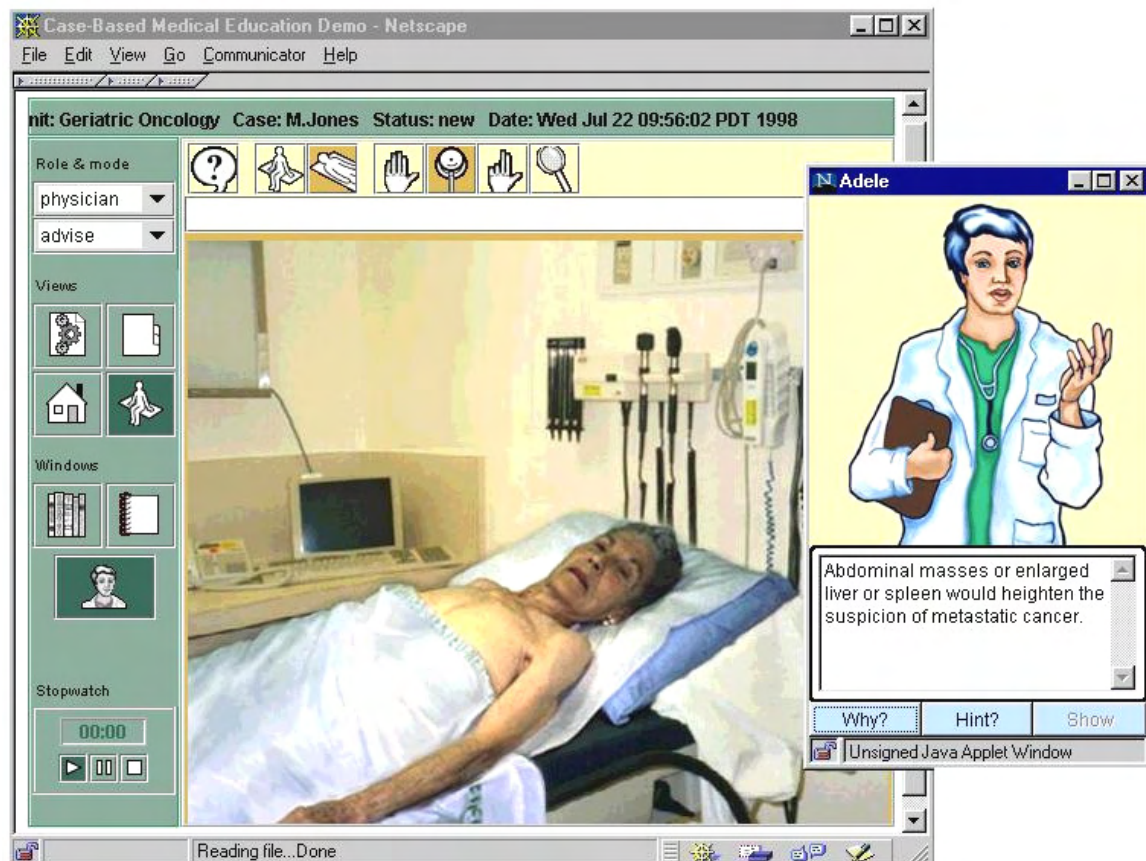 Case-Based Medical Education Demo - Netscape
File Edit View Go Communicator Help
nit: Geriatric Oncology Case: M.Jones Status: new Date: Wed Jul 22 09:56:02 PDT 1998
Role & mode
physician
advise
Views
Windows
Stopwatch
00:00
Reading file...Done
N Adele
Abdominal masses or enlarged
liver or spleen would heighten the
suspicion of metastatic cancer.
Why? Hint? Show
Unsigned Java Applet Window